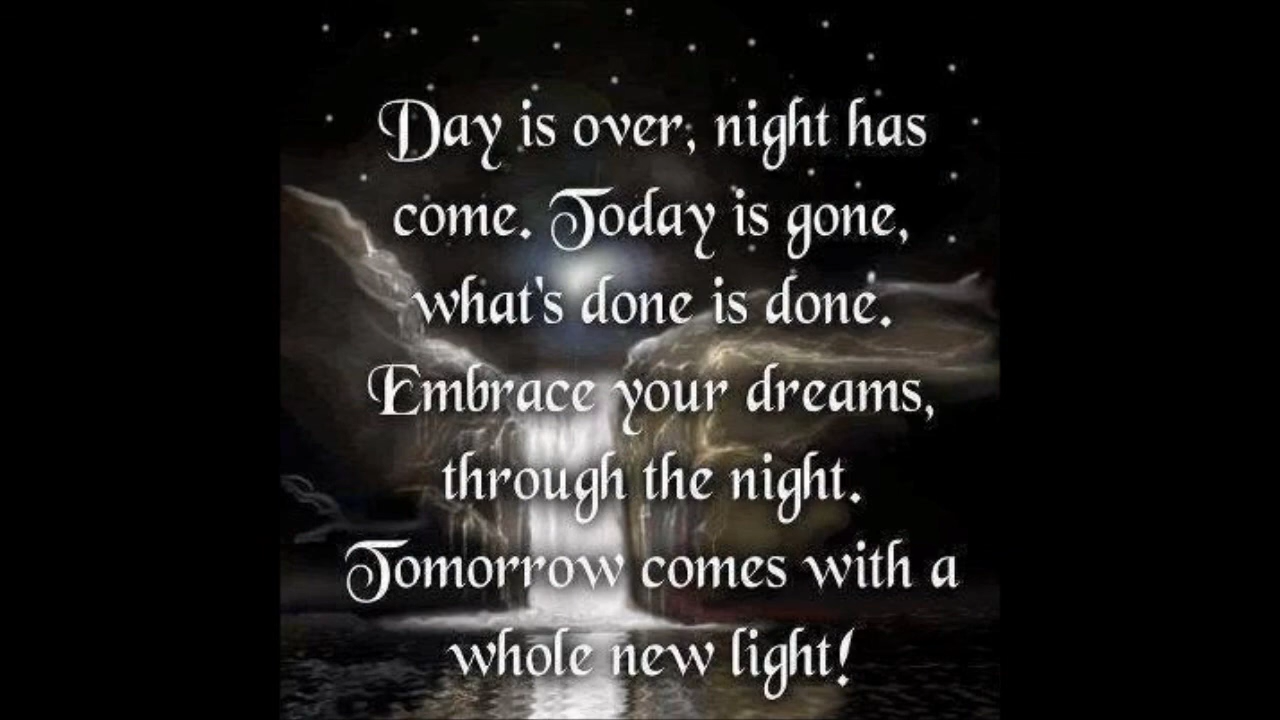 Day is over, night has
come. Today is gone,
what's done is done.
Embrace your dreams,
through the night.
Tomorrow comes with a
whole new light!